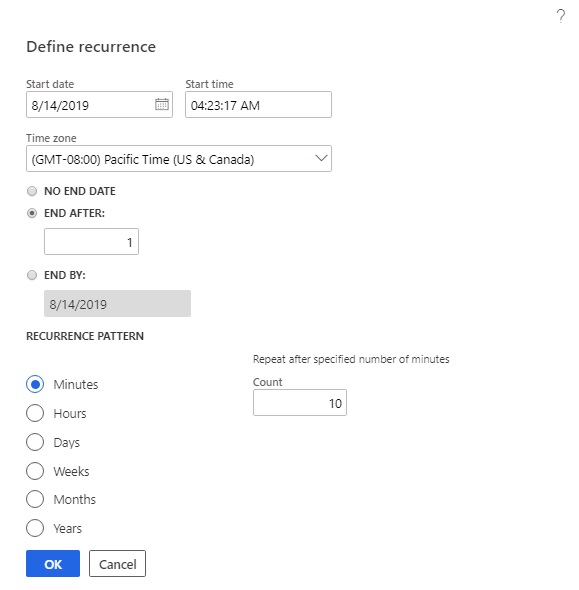 ?
Define recurrence
Start date
Start time
8/14/2019
04:23:17 AM
Time zone
(GMT-08:00) Pacific Time (US & Canada)
NO END DATE
END AFTER:
1
END BY:
8/14/2019
RECURRENCE PATTERN
Repeat after specified number of minutes
Minutes
Count
10
Hours
Days
Weeks
Months
Years
OK
Cancel